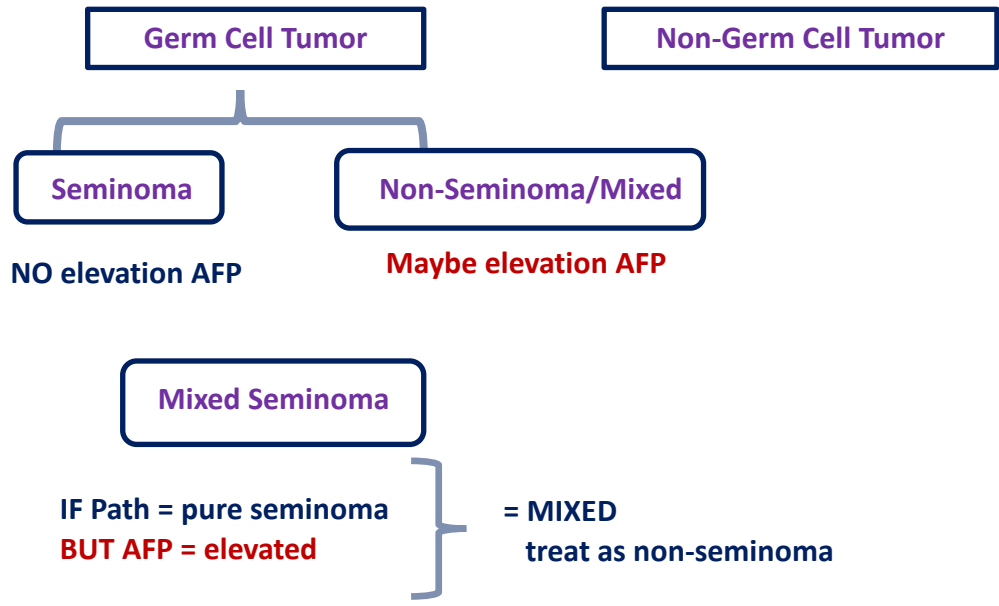 Germ Cell Tumor
Non-Germ Cell Tumor
Seminoma
Non-Seminoma/Mixed
NO elevation AFP
Maybe elevation AFP
Mixed Seminoma
IF Path = pure seminoma
BUT AFP = elevated
= MIXED
treat as non-seminoma